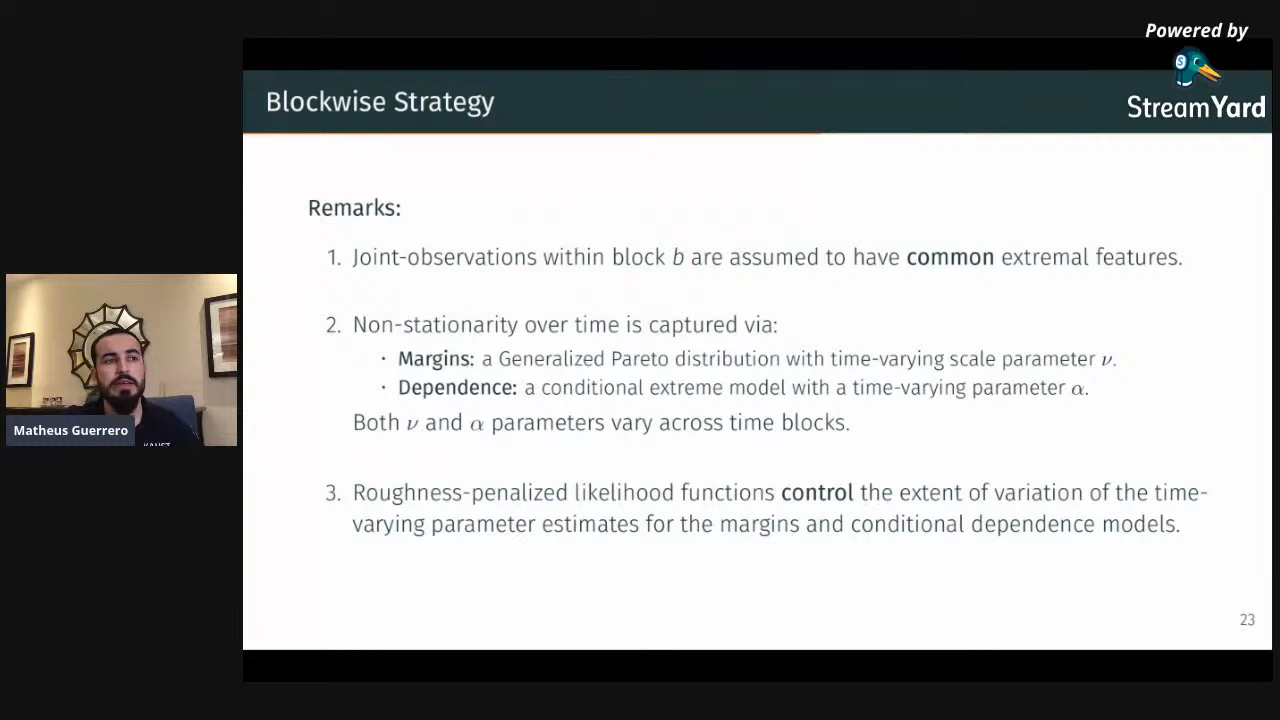 Powered by
StreamYard
Blockwise Strategy
Remarks:
1. Joint-observations within block b are assumed to have common extremal features.
2. Non-stationarity over time is captured via:
· Margins: a Generalized Pareto distribution with time-varying scale parameter ν.
· Dependence: a conditional extreme model with a time-varying parameter α.
Both ν and α parameters vary across time blocks.
3. Roughness-penalized likelihood functions control the extent of variation of the time-
varying parameter estimates for the margins and conditional dependence models.
Matheus Guerrero
23